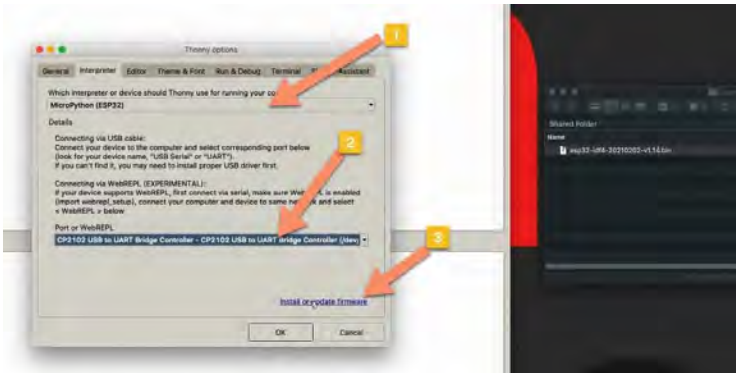 1
Thonny options
General Interpreter Editor Theme & Font Run & Debug Terminal Assistant
Which interpreter or device should Thonny use for running your
MicroPython (ESP32)
Details
Connecting via USB cable:
Connect your device to the computer and select corresponding port below
(look for your device name, "USB Serial" or "UART").
If you can't find it, you may need to install proper USB driver first.
2
Connecting via WebREPL (EXPERIMENTAL):
If your device supports WebREPL, first connect via serial, make sure WebREPL is enabled
(import webrepl_setup), connect your computer and device to same network and select
< WebREPL > below
Port or WebREPL
CP2102 USB to UART Bridge Controller - CP2102 USB to UART Bridge Controller (/dev
3
Install or update firmware
OK Cancel
Shared Folder
Name
esp32-idf4-20210202-v1.14.bin